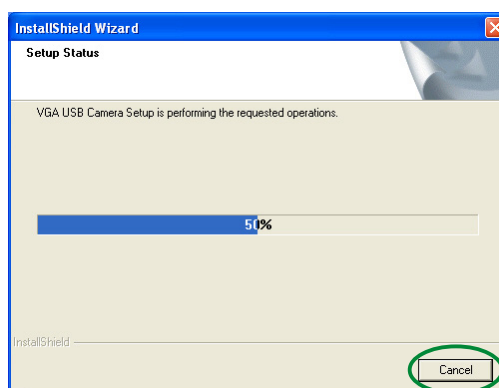 InstallShield Wizard
Setup Status
VGA USB Camera Setup is performing the requested operations.
50%
InstallShield
Cancel